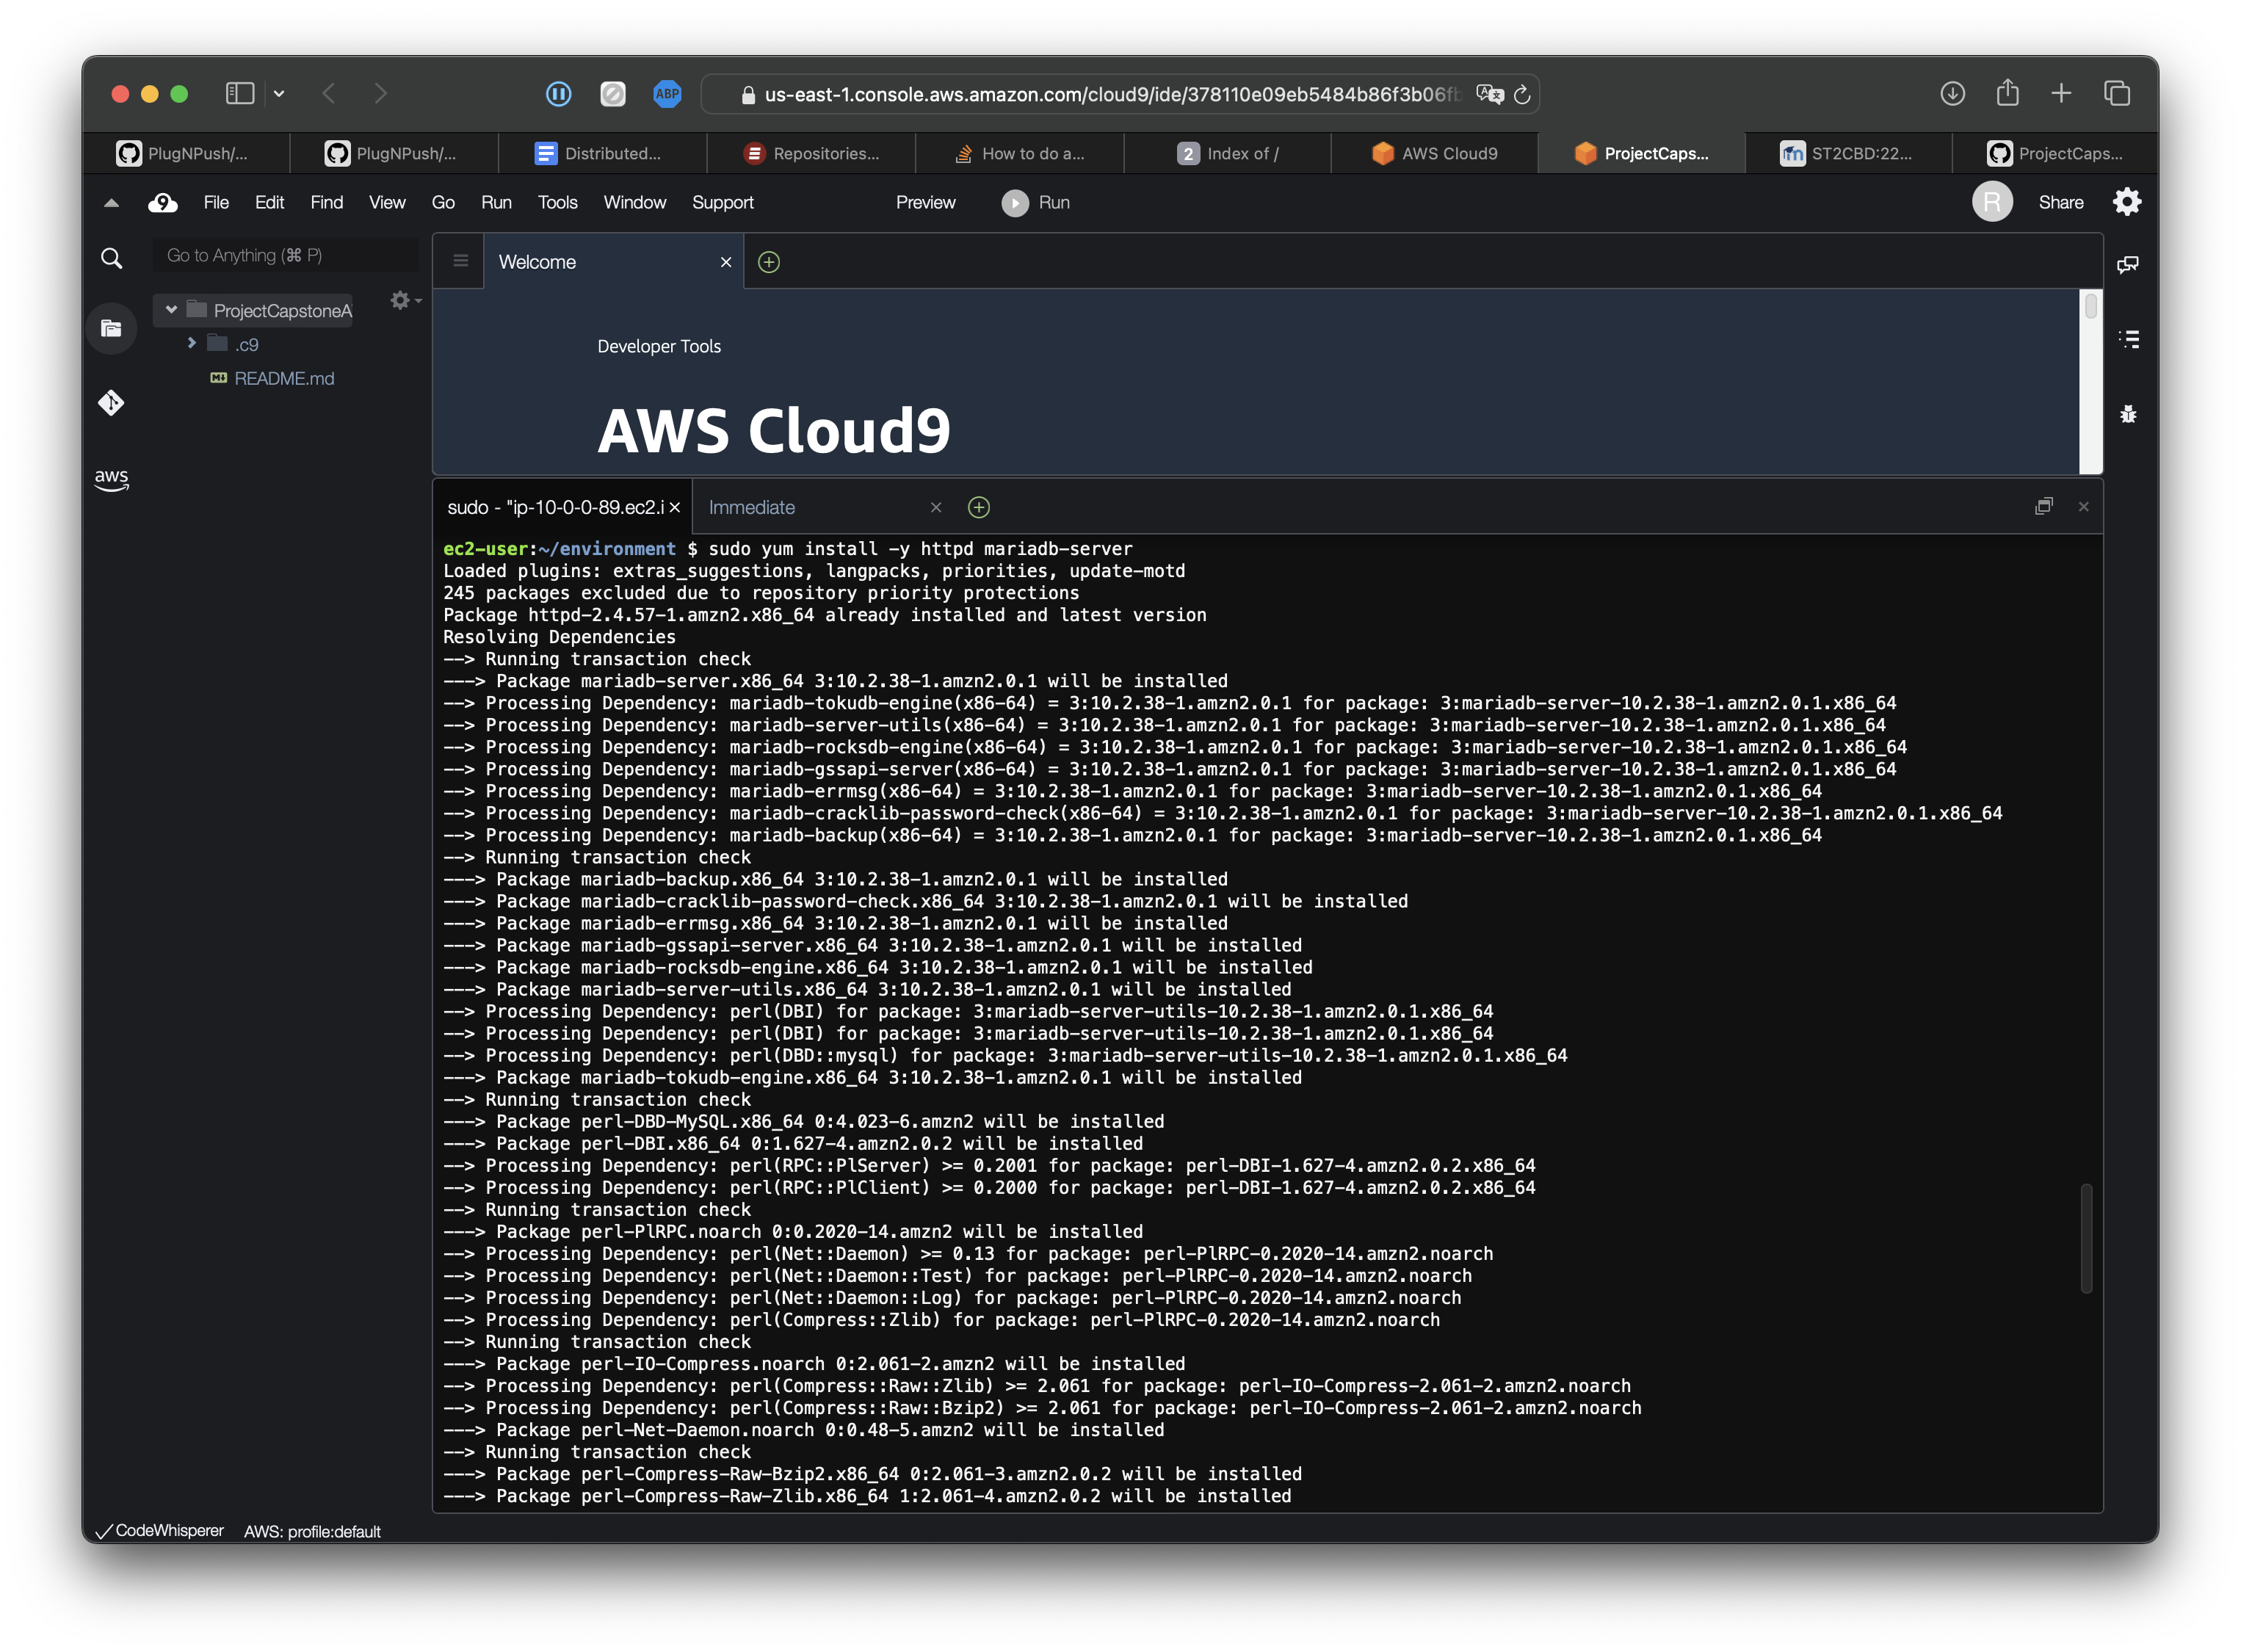 ABP us-east-1.console.aws.amazon.com/cloud9/ide/378110e09eb5484b86f3b06fb
PlugNPush/... PlugNPush/... Distributed... Repositories... How to do a... 2 Index of / AWS Cloud9 ProjectCaps... ST2CBD:22... ProjectCaps...
9 File Edit Find View Go Run Tools Window Support Preview Run R Share
Go to Anything (⌘ P)
Welcome
ProjectCapstoneA
.c9
README.md
aws
Developer Tools
AWS Cloud9
sudo - "ip-10-0-0-89.ec2.i Immediate
ec2-user:~/environment $ sudo yum install -y httpd mariadb-server
Loaded plugins: extras_suggestions, langpacks, priorities, update-motd
245 packages excluded due to repository priority protections
Package httpd-2.4.57-1.amzn2.x86_64 already installed and latest version
Resolving Dependencies
--> Running transaction check
---> Package mariadb-server.x86_64 3:10.2.38-1.amzn2.0.1 will be installed
--> Processing Dependency: mariadb-tokudb-engine(x86-64) = 3:10.2.38-1.amzn2.0.1 for package: 3:mariadb-server-10.2.38-1.amzn2.0.1.x86_64
--> Processing Dependency: mariadb-server-utils(x86-64) = 3:10.2.38-1.amzn2.0.1 for package: 3:mariadb-server-10.2.38-1.amzn2.0.1.x86_64
--> Processing Dependency: mariadb-rocksdb-engine(x86-64) = 3:10.2.38-1.amzn2.0.1 for package: 3:mariadb-server-10.2.38-1.amzn2.0.1.x86_64
--> Processing Dependency: mariadb-gssapi-server(x86-64) = 3:10.2.38-1.amzn2.0.1 for package: 3:mariadb-server-10.2.38-1.amzn2.0.1.x86_64
--> Processing Dependency: mariadb-errmsg(x86-64) = 3:10.2.38-1.amzn2.0.1 for package: 3:mariadb-server-10.2.38-1.amzn2.0.1.x86_64
--> Processing Dependency: mariadb-cracklib-password-check(x86-64) = 3:10.2.38-1.amzn2.0.1 for package: 3:mariadb-server-10.2.38-1.amzn2.0.1.x86_64
--> Processing Dependency: mariadb-backup(x86-64) = 3:10.2.38-1.amzn2.0.1 for package: 3:mariadb-server-10.2.38-1.amzn2.0.1.x86_64
--> Running transaction check
---> Package mariadb-backup.x86_64 3:10.2.38-1.amzn2.0.1 will be installed
---> Package mariadb-cracklib-password-check.x86_64 3:10.2.38-1.amzn2.0.1 will be installed
---> Package mariadb-errmsg.x86_64 3:10.2.38-1.amzn2.0.1 will be installed
---> Package mariadb-gssapi-server.x86_64 3:10.2.38-1.amzn2.0.1 will be installed
---> Package mariadb-rocksdb-engine.x86_64 3:10.2.38-1.amzn2.0.1 will be installed
---> Package mariadb-server-utils.x86_64 3:10.2.38-1.amzn2.0.1 will be installed
--> Processing Dependency: perl(DBI) for package: 3:mariadb-server-utils-10.2.38-1.amzn2.0.1.x86_64
--> Processing Dependency: perl(DBI) for package: 3:mariadb-server-utils-10.2.38-1.amzn2.0.1.x86_64
--> Processing Dependency: perl(DBD::mysql) for package: 3:mariadb-server-utils-10.2.38-1.amzn2.0.1.x86_64
---> Package mariadb-tokudb-engine.x86_64 3:10.2.38-1.amzn2.0.1 will be installed
--> Running transaction check
---> Package perl-DBD-MySQL.x86_64 0:4.023-6.amzn2 will be installed
---> Package perl-DBI.x86_64 0:1.627-4.amzn2.0.2 will be installed
--> Processing Dependency: perl(RPC::PlServer) >= 0.2001 for package: perl-DBI-1.627-4.amzn2.0.2.x86_64
--> Processing Dependency: perl(RPC::PlClient) >= 0.2000 for package: perl-DBI-1.627-4.amzn2.0.2.x86_64
--> Running transaction check
---> Package perl-PlRPC.noarch 0:0.2020-14.amzn2 will be installed
--> Processing Dependency: perl(Net::Daemon) >= 0.13 for package: perl-PlRPC-0.2020-14.amzn2.noarch
--> Processing Dependency: perl(Net::Daemon::Test) for package: perl-PlRPC-0.2020-14.amzn2.noarch
--> Processing Dependency: perl(Net::Daemon::Log) for package: perl-PlRPC-0.2020-14.amzn2.noarch
--> Processing Dependency: perl(Compress::Zlib) for package: perl-PlRPC-0.2020-14.amzn2.noarch
--> Running transaction check
---> Package perl-IO-Compress.noarch 0:2.061-2.amzn2 will be installed
--> Processing Dependency: perl(Compress::Raw::Zlib) >= 2.061 for package: perl-IO-Compress-2.061-2.amzn2.noarch
--> Processing Dependency: perl(Compress::Raw::Bzip2) >= 2.061 for package: perl-IO-Compress-2.061-2.amzn2.noarch
---> Package perl-Net-Daemon.noarch 0:0.48-5.amzn2 will be installed
--> Running transaction check
---> Package perl-Compress-Raw-Bzip2.x86_64 0:2.061-3.amzn2.0.2 will be installed
---> Package perl-Compress-Raw-Zlib.x86_64 1:2.061-4.amzn2.0.2 will be installed
CodeWhisperer AWS: profile:default